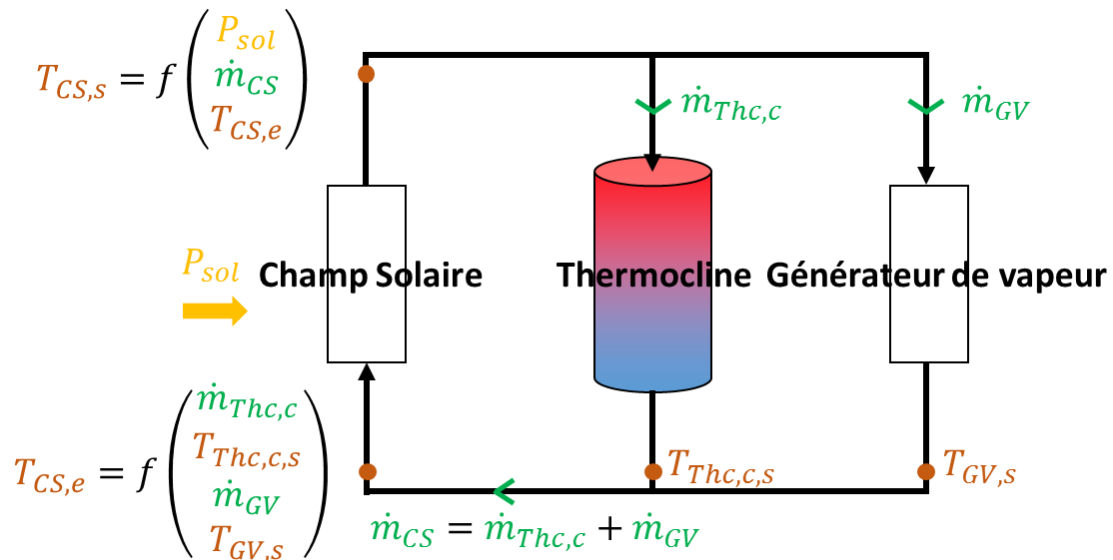 P_sol
T_CS,s = f ( ṁ_CS )
T_CS,e
ṁ_Thc,c
ṁ_GV
P_sol
Champ Solaire
Thermocline
Générateur de vapeur
ṁ_Thc,c
T_Thc,c,s
T_CS,e = f
ṁ_GV
T_GV,s
T_Thc,c,s
T_GV,s
ṁ_CS = ṁ_Thc,c + ṁ_GV